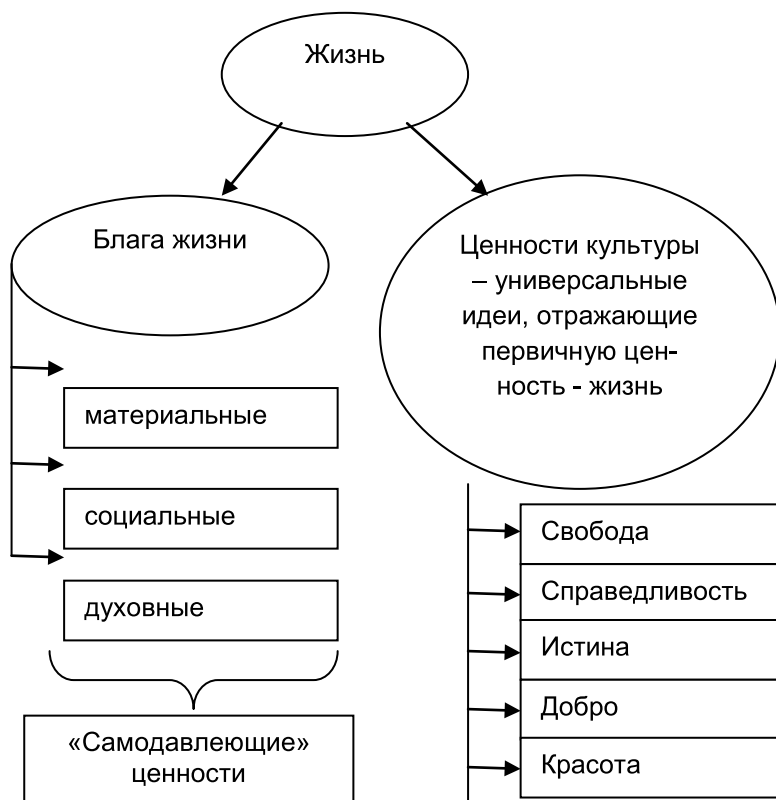 Жизнь
Блага жизни
материальные
социальные
духовные
«Самодавлеющие»
ценности
Ценности культуры
– универсальные
идеи, отражающие
первичную цен-
ность - жизнь
Свобода
Справедливость
Истина
Добро
Красота